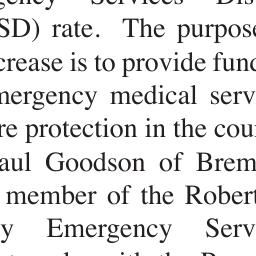 gency Services Dis
SD) rate. The purpose
crease is to provide fund
mergency medical serv
re protection in the cou
aul Goodson of Brem
member of the Robert
y Emergency Serv